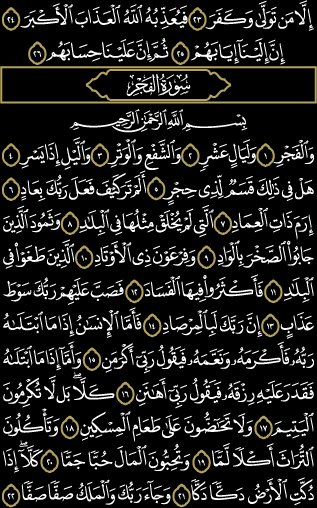 إِلَّا مَن تَوَلَّىٰ وَكَفَرَ ٢٣ فَيُعَذِّبُهُ ٱللَّهُ ٱلْعَذَابَ ٱلْأَكْبَرَ ٢٤
إِنَّ إِلَيْنَآ إِيَابَهُمْ ٢٥ ثُمَّ إِنَّ عَلَيْنَا حِسَابَهُم ٢٦
سُورَةُ الفَجْرِ
بِسْمِ ٱللَّهِ ٱلرَّحْمَٰنِ ٱلرَّحِيمِ
وَٱلْفَجْرِ ١ وَلَيَالٍ عَشْرٍ ٢ وَٱلشَّفْعِ وَٱلْوَتْرِ ٣ وَٱلَّيْلِ إِذَا يَسْرِ ٤
هَلْ فِى ذَٰلِكَ قَسَمٌ لِّذِى حِجْرٍ ٥ أَلَمْ تَرَ كَيْفَ فَعَلَ رَبُّكَ بِعَادٍ ٦
إِرَمَ ذَاتِ ٱلْعِمَادِ ٧ ٱلَّتِى لَمْ يُخْلَقْ مِثْلُهَا فِى ٱلْبِلَٰدِ ٨ وَثَمُودَ ٱلَّذِينَ
جَابُوا۟ ٱلصَّخْرَ بِٱلْوَادِ ٩ وَفِرْعَوْنَ ذِى ٱلْأَوْتَادِ ١٠ ٱلَّذِينَ طَغَوْا۟ فِى
ٱلْبِلَٰدِ ١١ فَأَكْثَرُوا۟ فِيهَا ٱلْفَسَادَ ١٢ فَصَبَّ عَلَيْهِمْ رَبُّكَ سَوْطَ
عَذَابٍ ١٣ إِنَّ رَبَّكَ لَبِٱلْمِرْصَادِ ١٤ فَأَمَّا ٱلْإِنسَٰنُ إِذَا مَا ٱبْتَلَىٰهُ
رَبُّهُۥ فَأَكْرَمَهُۥ وَنَعَّمَهُۥ فَيَقُولُ رَبِّىٓ أَكْرَمَنِ ١٥ وَأَمَّآ إِذَا مَا ٱبْتَلَىٰهُ
فَقَدَرَ عَلَيْهِ رِزْقَهُۥ فَيَقُولُ رَبِّىٓ أَهَٰنَنِ ١٦ كَلَّا ۖ بَل لَّا تُكْرِمُونَ
ٱلْيَتِيمَ ١٧ وَلَا تَحَٰٓضُّونَ عَلَىٰ طَعَامِ ٱلْمِسْكِينِ ١٨ وَتَأْكُلُونَ
ٱلتُّرَاثَ أَكْلًا لَّمًّا ١٩ وَتُحِبُّونَ ٱلْمَالَ حُبًّا جَمًّا ٢٠ كَلَّآ ۖ إِذَا
دُكَّتِ ٱلْأَرْضُ دَكًّا دَكًّا ٢١ وَجَآءَ رَبُّكَ وَٱلْمَلَكُ صَفًّا صَفًّا ٢٢